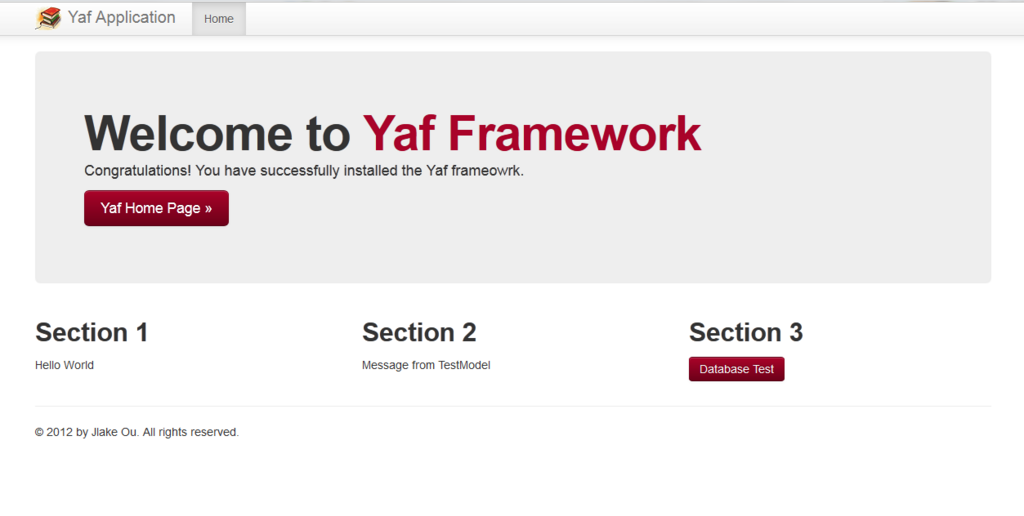 Yaf Application Home
Welcome to Yaf Framework
Congratulations! You have successfully installed the Yaf frameowrk.
Yaf Home Page »
Section 1
Hello World
Section 2
Message from TestModel
Section 3
Database Test
© 2012 by Jlake Ou. All rights reserved.